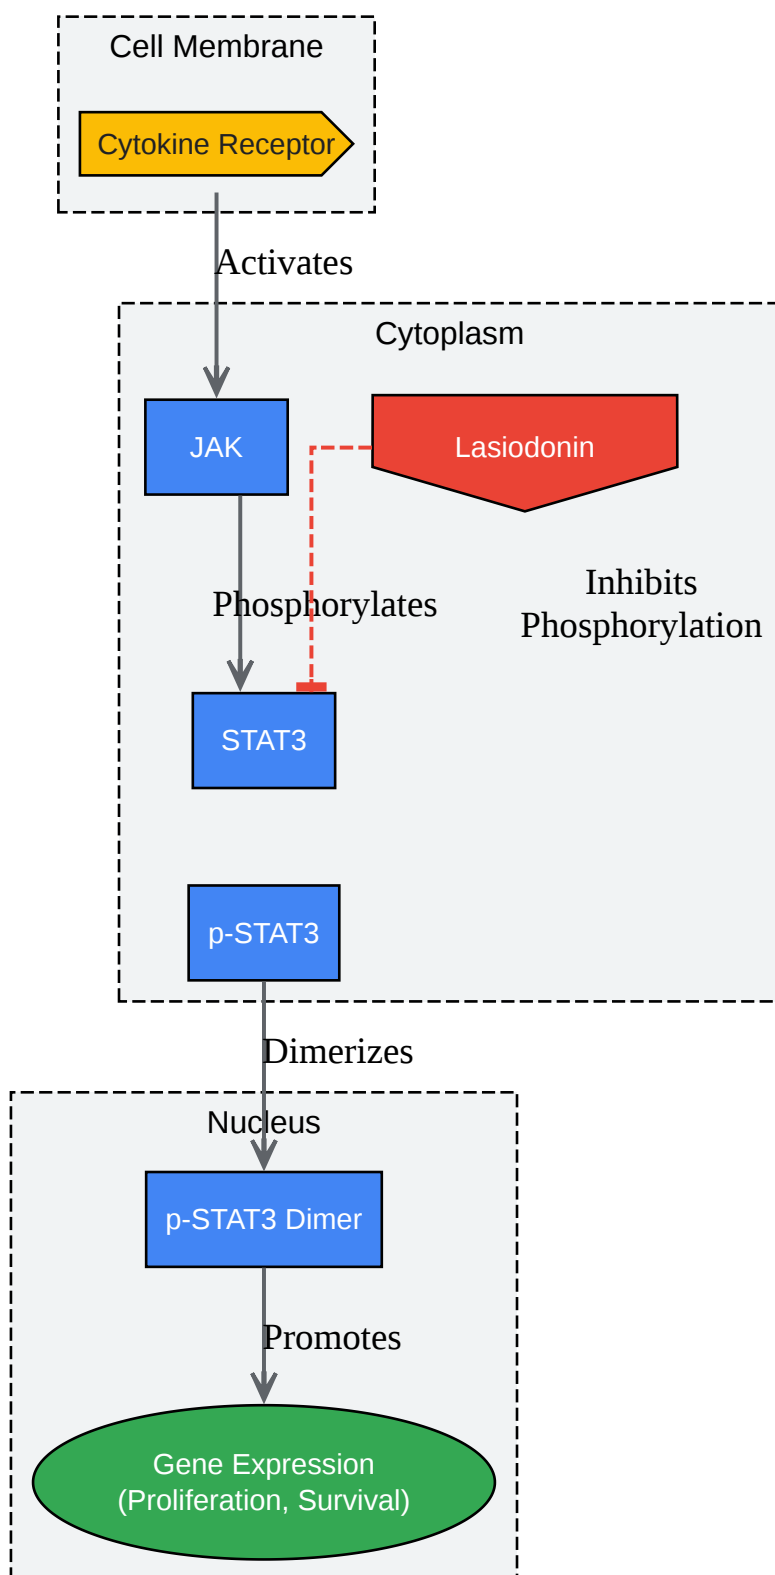 Cell Membrane
Cytokine Receptor
Activates
Cytoplasm
JAK
Lasiodonin
Phosphorylates
Inhibits
Phosphorylation
STAT3
p-STAT3
Dimerizes
Nucleus
p-STAT3 Dimer
Promotes
Gene Expression
(Proliferation, Survival)